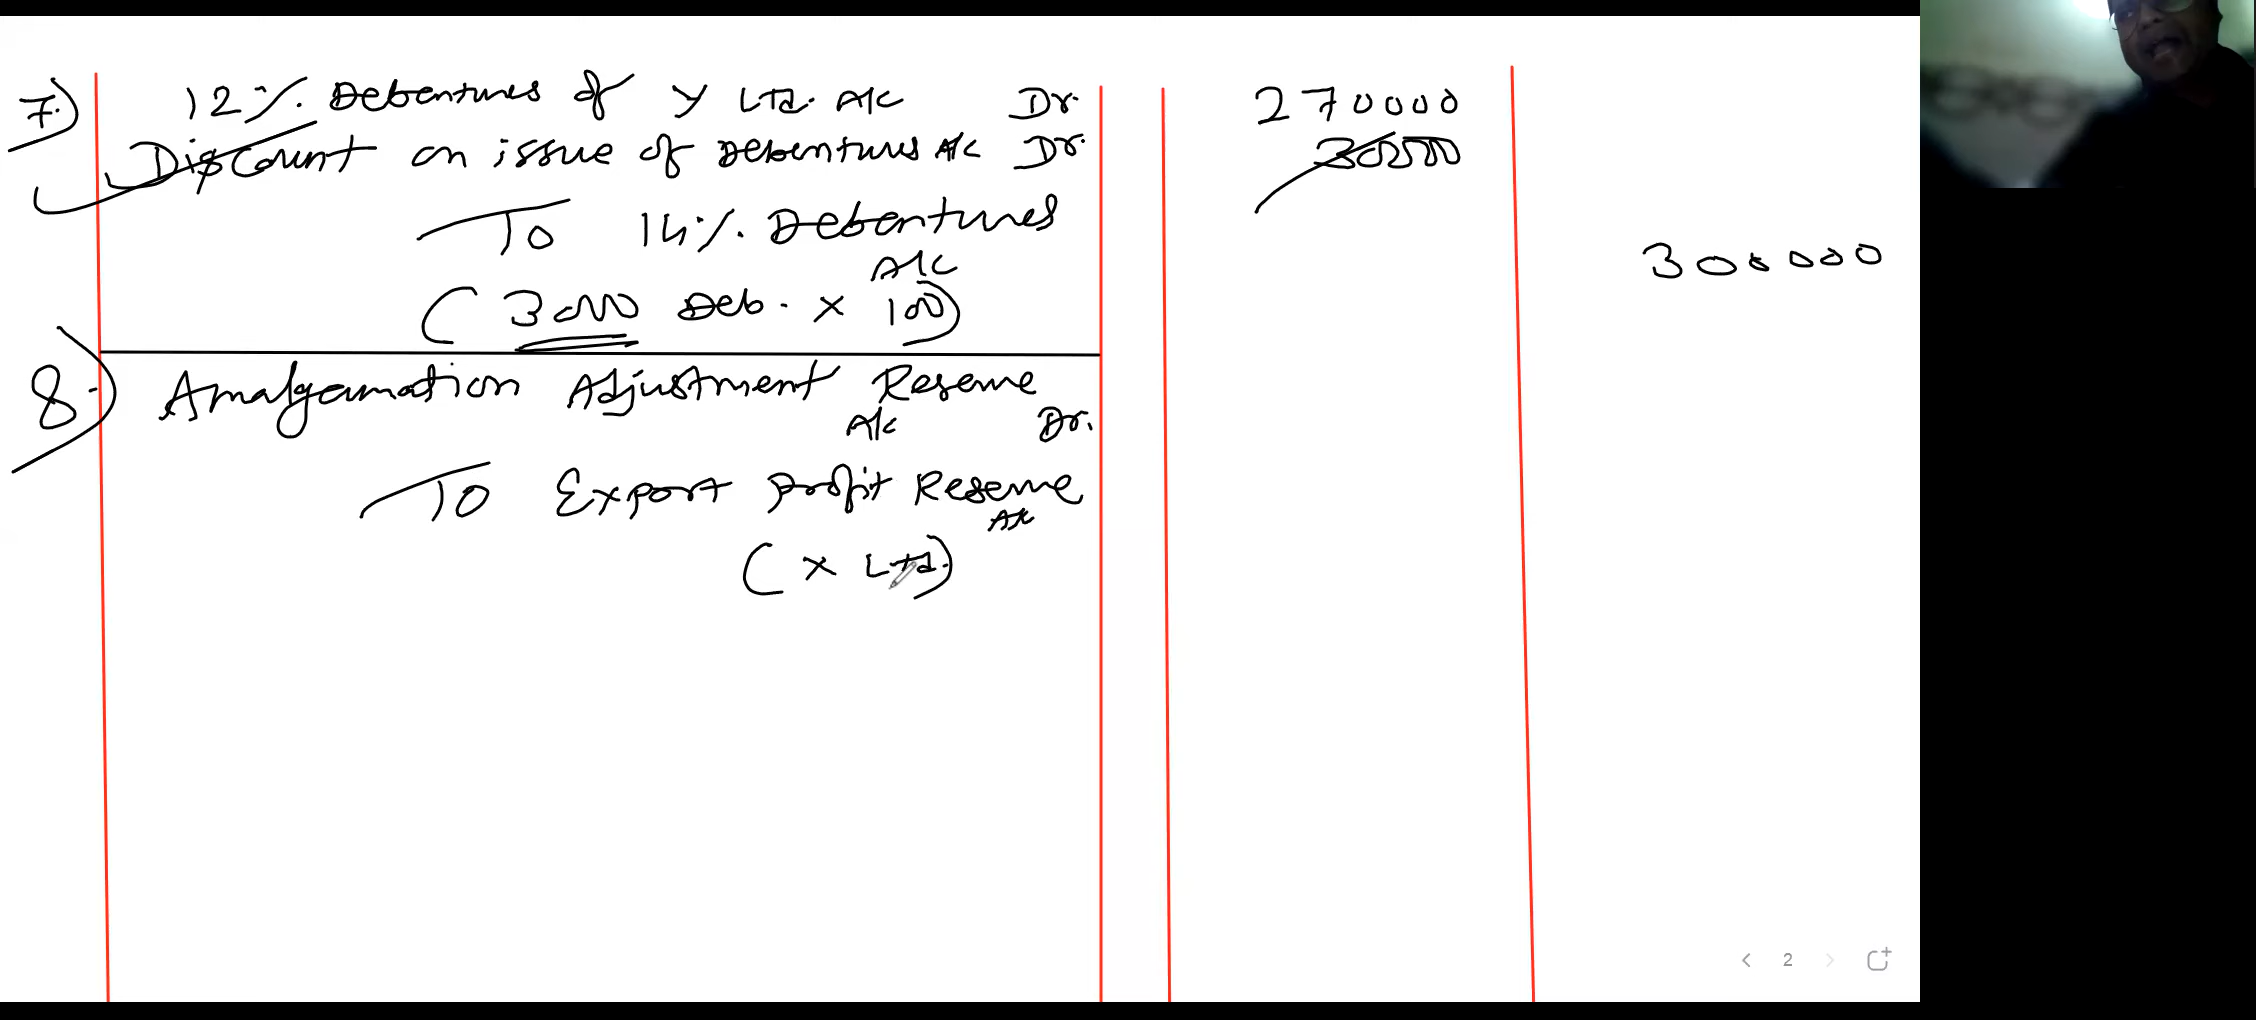 7.) 12% Debentures of Y Ltd. A/c Dr. 270000
Discount on issue of Debentures A/c Dr. 30000
To 14% Debentures
A/c 300000
( 3000 Deb. × 100)
8.) Amalgamation Adjustment Reserve
A/c Dr.
To Export Profit Reserve
A/c
( X Ltd.)
2